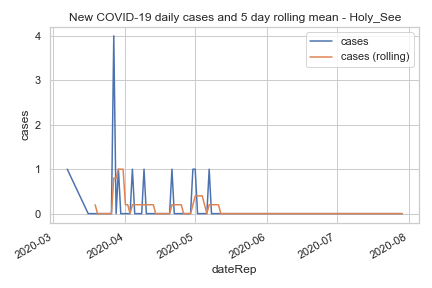 New COVID-19 daily cases and 5 day rolling mean - Holy_See
cases
cases (rolling)
4
3
2
1
0
cases
2020-03
2020-04
2020-05
2020-06
2020-07
2020-08
dateRep